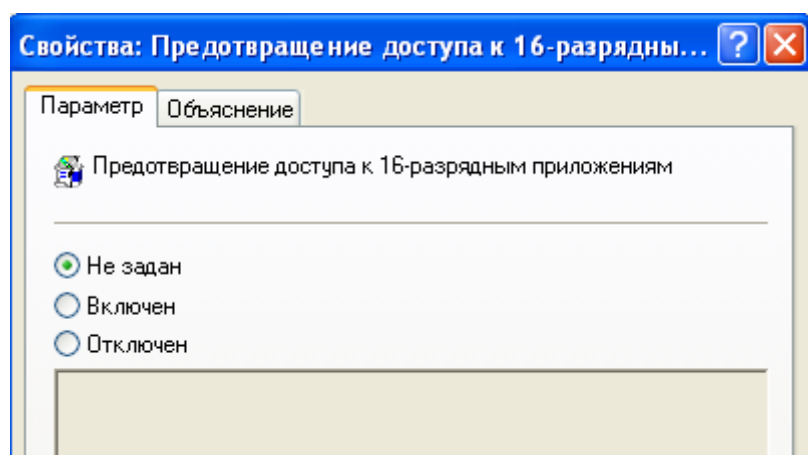 Свойства: Предотвращение доступа к 16-разрядны... ?
Параметр Объяснение
Предотвращение доступа к 16-разрядным приложениям
Не задан
Включен
Отключен